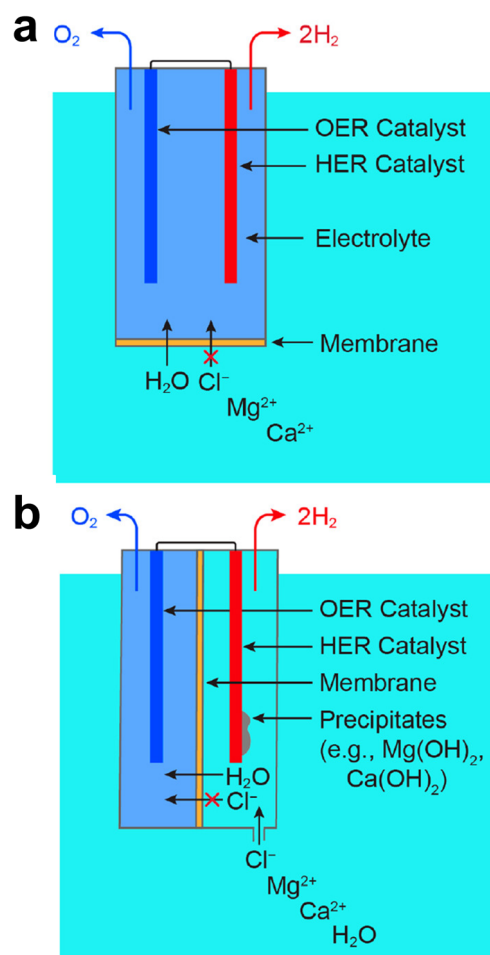 a
O₂
2H₂
OER Catalyst
HER Catalyst
Electrolyte
Membrane
H₂O Cl⁻
Mg²⁺
Ca²⁺
b
O₂
2H₂
OER Catalyst
HER Catalyst
Membrane
Precipitates
(e.g., Mg(OH)₂,
Ca(OH)₂)
H₂O
Cl⁻
Cl⁻
Mg²⁺
Ca²⁺
H₂O